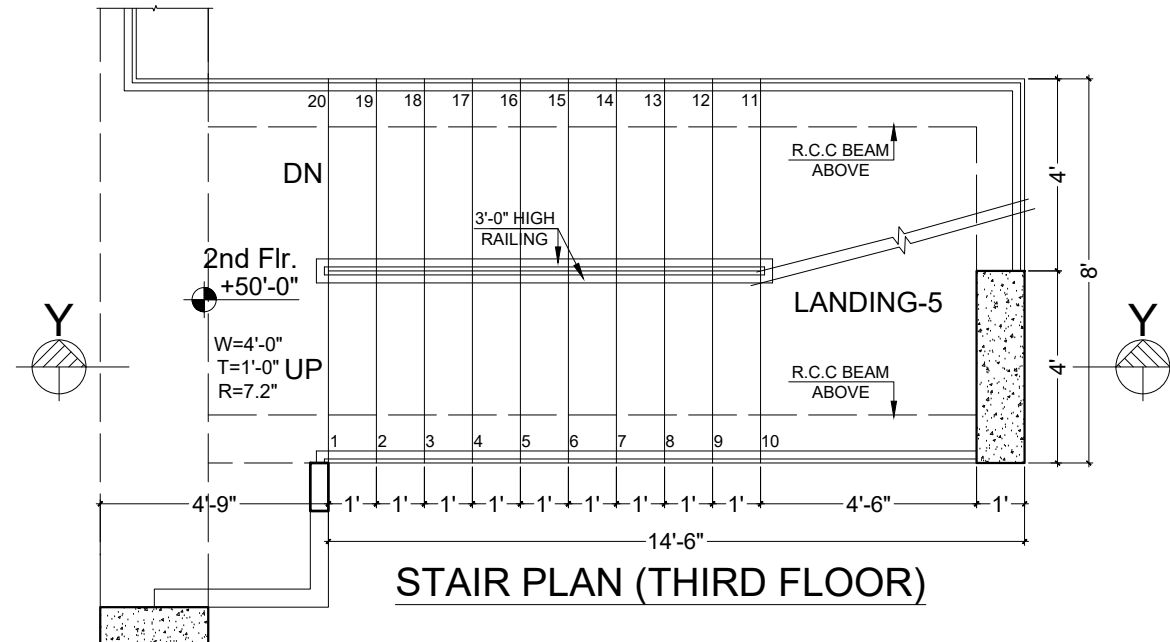 20 19 18 17 16 15 14 13 12 11
R.C.C BEAM
ABOVE
DN
4'
3'-0" HIGH
RAILING
2nd Flr.
+50'-0"
8'
LANDING-5
Y
Y
W=4'-0"
T=1'-0"
R=7.2"
UP
R.C.C BEAM
ABOVE
4'
1 2 3 4 5 6 7 8 9 10
4'-9" 1' 1' 1' 1' 1' 1' 1' 1' 1' 4'-6" 1'
14'-6"
STAIR PLAN (THIRD FLOOR)